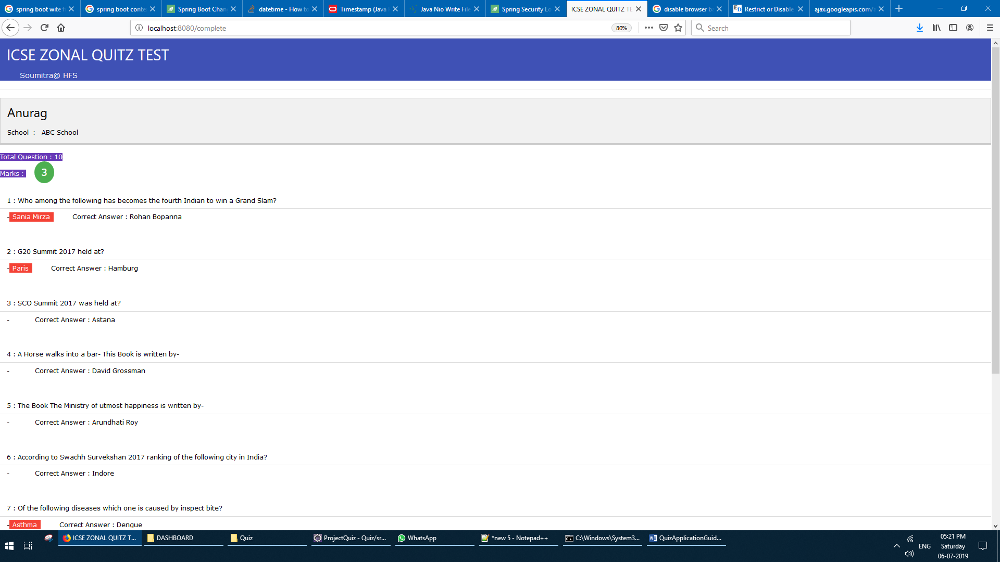 spring boot wite fi
spring boot conte
Spring Boot Chan
datetime - How to
Timestamp (Java
Java Nio Write File
Spring Security Lo
ICSE ZONAL QUITZ TE
disable browser b
Restrict or Disable
ajax.googleapis.com/
localhost:8080/complete
80%
Search
ICSE ZONAL QUITZ TEST
Soumitra@ HFS
Anurag
School : ABC School
Total Question : 10
Marks : 3
1 : Who among the following has becomes the fourth Indian to win a Grand Slam?
- Sania Mirza Correct Answer : Rohan Bopanna
2 : G20 Summit 2017 held at?
- Paris Correct Answer : Hamburg
3 : SCO Summit 2017 was held at?
- Correct Answer : Astana
4 : A Horse walks into a bar- This Book is written by-
- Correct Answer : David Grossman
5 : The Book The Ministry of utmost happiness is written by-
- Correct Answer : Arundhati Roy
6 : According to Swachh Survekshan 2017 ranking of the following city in India?
- Correct Answer : Indore
7 : Of the following diseases which one is caused by inspect bite?
- Asthma Correct Answer : Dengue
ICSE ZONAL QUITZ T...
DASHBOARD
Quiz
ProjectQuiz - Quiz/sr...
WhatsApp
*new 5 - Notepad++
C:\Windows\System3...
QuizApplicationGuid...
ENG
05:21 PM
Saturday
06-07-2019